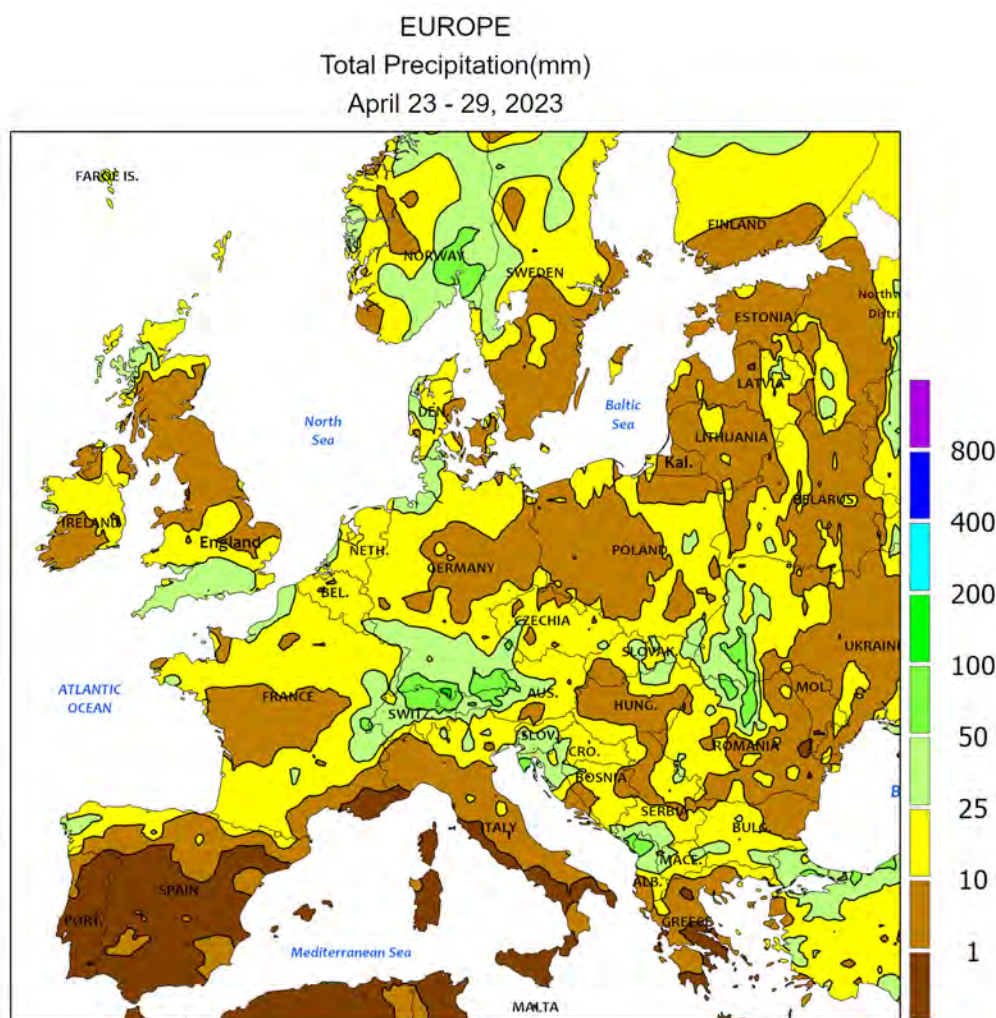 EUROPE
Total Precipitation(mm)
April 23 - 29, 2023
FAROE IS.
FINLAND
NORWAY
SWEDEN
ESTONIA
LATVIA
DEN.
North
Sea
Baltic
Sea
LITHUANIA
Kal.
BELARUS
IRELAND
England
NETH.
GERMANY
POLAND
BEL.
CZECHIA
SLOVAK.
UKRAIN
ATLANTIC
OCEAN
FRANCE
SWITZ.
AUS.
HUNG.
MOL.
SLOV.
CRO.
ROMANIA
BOSNIA
SERBIA
B
ITALY
BULG.
MACE.
ALB.
SPAIN
PORT.
GREECE
Mediterranean Sea
MALTA
800
400
200
100
50
25
10
1